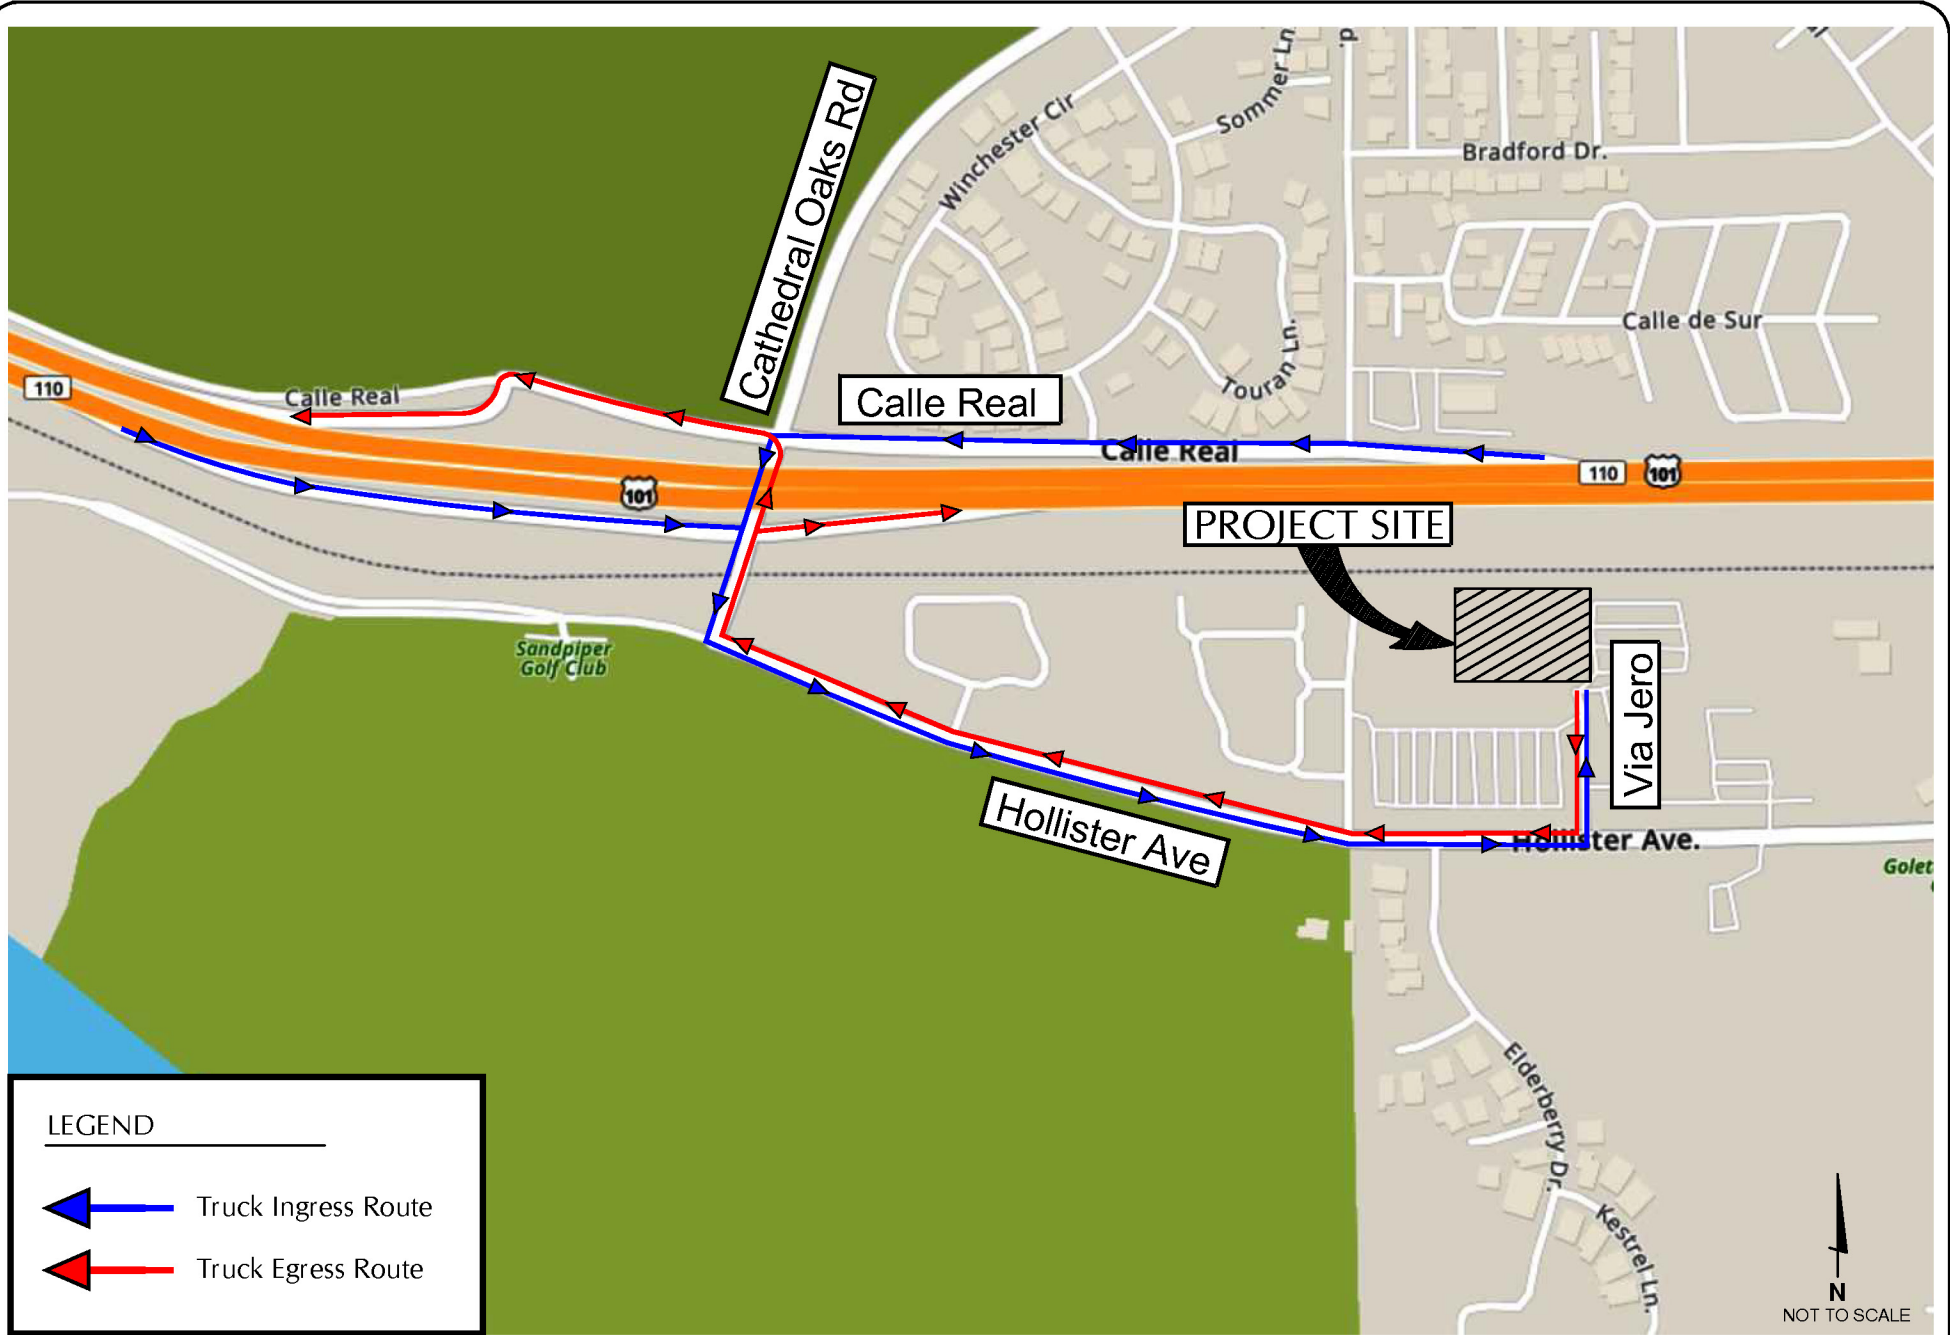 Sommer Ln
d.
Winchester Cir
Bradford Dr.
Cathedral Oaks Rd
Calle de Sur
Touran Ln.
110
Calle Real
Calle Real
Calle Real
110
101
101
PROJECT SITE
Sandpiper
Golf Club
Via Jero
Hollister Ave
Hollister Ave.
Golet
Elderberry Dr.
Kestrel Ln.
LEGEND
Truck Ingress Route
Truck Egress Route
N
NOT TO SCALE